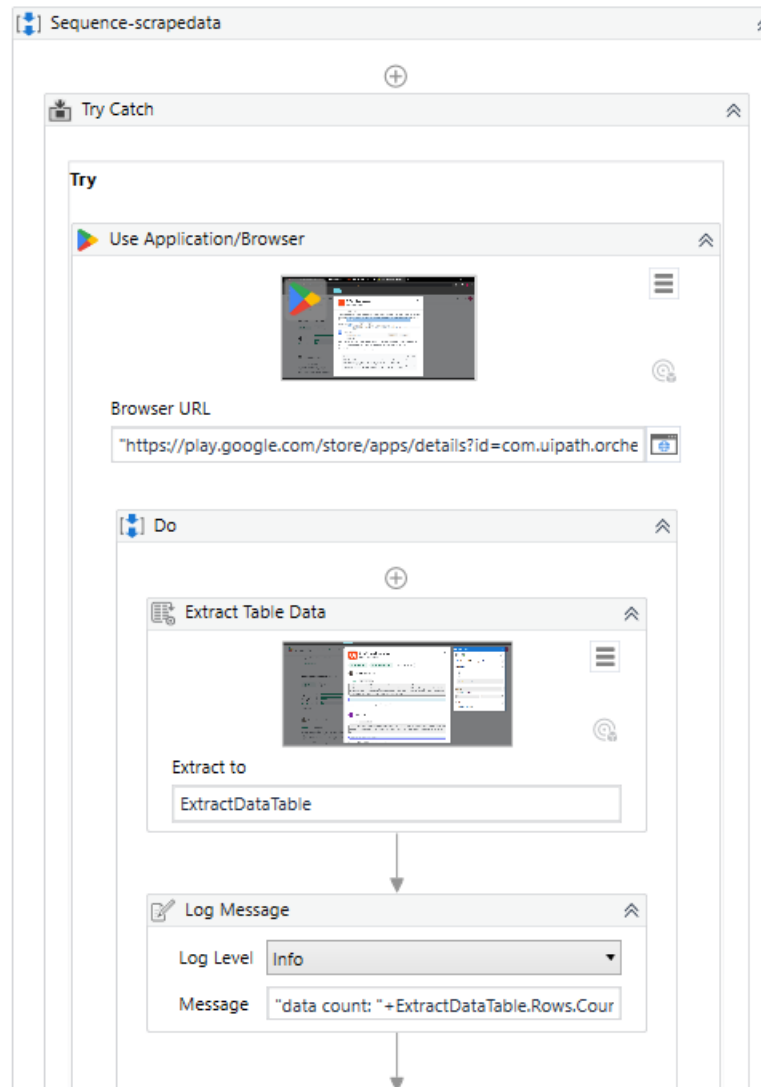 Sequence-scrapedata
Try Catch
Try
Use Application/Browser
Browser URL
"https://play.google.com/store/apps/details?id=com.uipath.orche
Do
Extract Table Data
Extract to
ExtractDataTable
Log Message
Log Level Info
Message "data count: "+ExtractDataTable.Rows.Cour